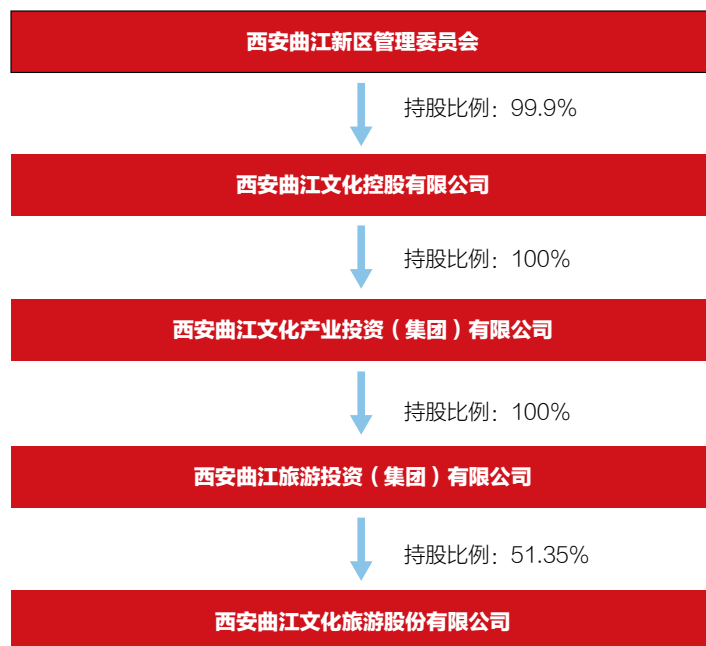 西安曲江新区管理委员会
持股比例：99.9%
西安曲江文化控股有限公司
持股比例：100%
西安曲江文化产业投资（集团）有限公司
持股比例：100%
西安曲江旅游投资（集团）有限公司
持股比例：51.35%
西安曲江文化旅游股份有限公司